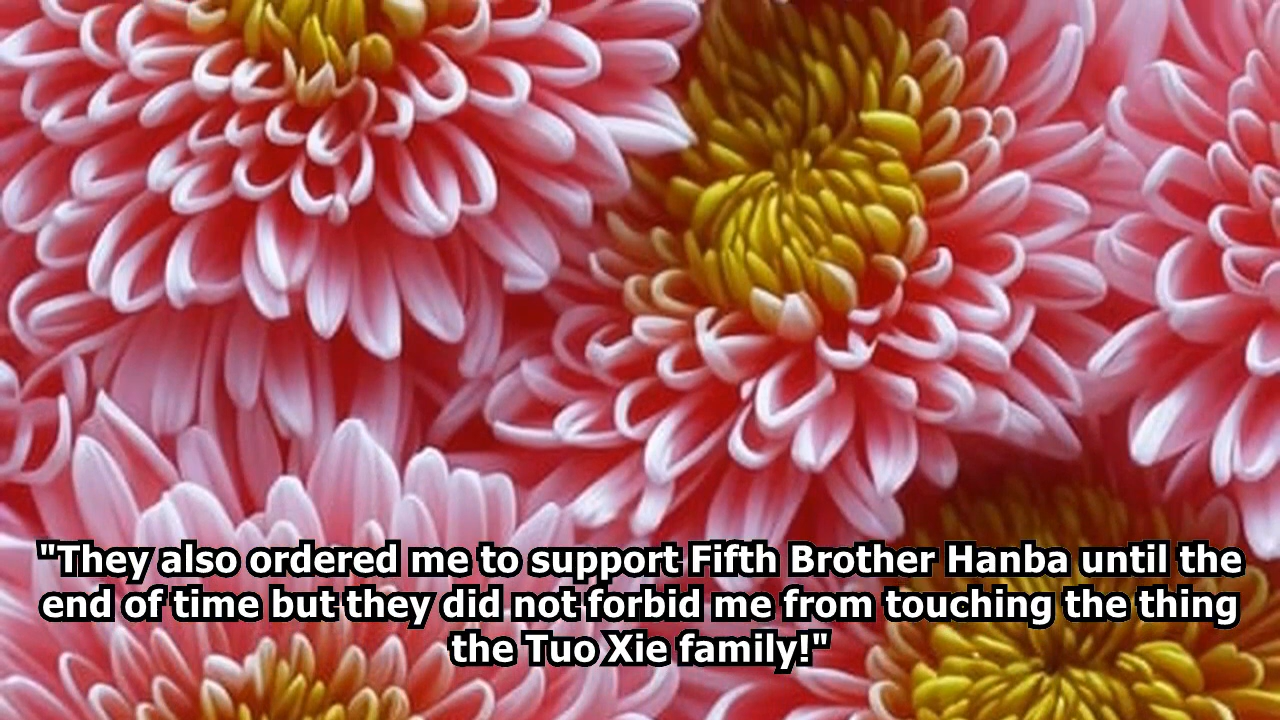 "They also ordered me to support Fifth Brother Hanba until the
end of time but they did not forbid me from touching the thing
the Tuo Xie family!"